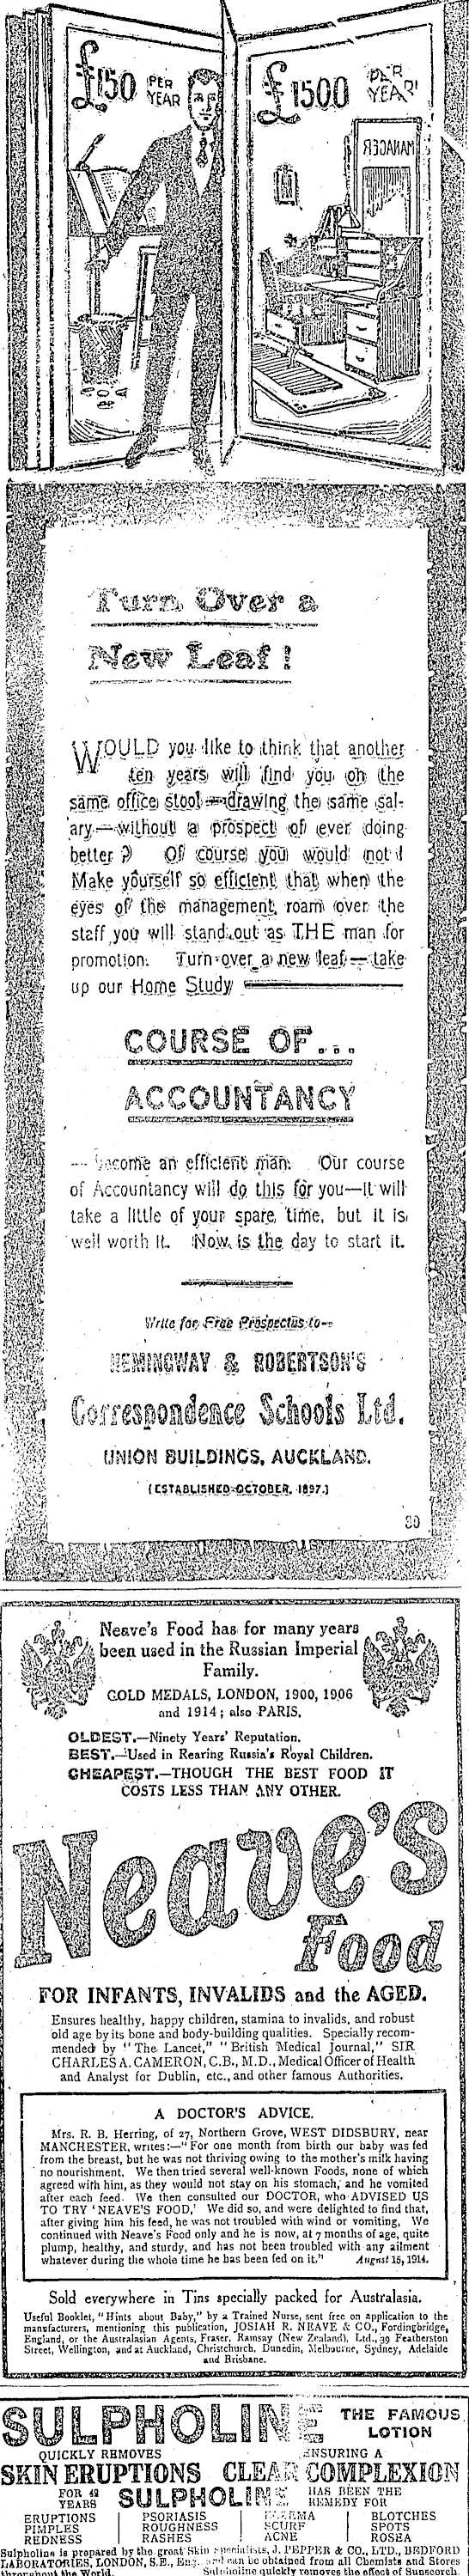 £150 PER
YEAR
£1500 PER
YEAR!
MANAGER
Turn Over a
New Leaf!
WOULD you like to think that another
ten years will find you on the
same office stool—drawing the same sal-
ary—without a prospect of ever doing
better? Of course you would not!
Make yourself so efficient that when the
eyes of the management roam over the
staff you will stand out as THE man for
promotion. Turn over a new leaf—take
up our Home Study
COURSE OF...
ACCOUNTANCY
— become an efficient man. Our course
of Accountancy will do this for you—it will
take a little of your spare time, but it is
well worth it. Now is the day to start it.
Write for Free Prospectus to—
HEMINGWAY & ROBERTSON'S
Correspondence Schools Ltd.
UNION BUILDINGS, AUCKLAND.
(ESTABLISHED OCTOBER, 1897.)
80
Neave's Food has for many years
been used in the Russian Imperial
Family.
GOLD MEDALS, LONDON, 1900, 1906
and 1914; also PARIS.
OLDEST.—Ninety Years' Reputation.
BEST.—Used in Rearing Russia's Royal Children.
CHEAPEST.—THOUGH THE BEST FOOD IT
COSTS LESS THAN ANY OTHER.
Neave's
Food
FOR INFANTS, INVALIDS and the AGED.
Ensures healthy, happy children, stamina to invalids, and robust
old age by its bone and body-building qualities. Specially recom-
mended by "The Lancet," "British Medical Journal," SIR
CHARLES A. CAMERON, C.B., M.D., Medical Officer of Health
and Analyst for Dublin, etc., and other famous Authorities.
A DOCTOR'S ADVICE.
Mrs. R. B. Herring, of 27, Northern Grove, WEST DIDSBURY, near
MANCHESTER, writes:—"For one month from birth our baby was fed
from the breast, but he was not thriving owing to the mother's milk having
no nourishment. We then tried several well-known Foods, none of which
agreed with him, as they would not stay on his stomach, and he vomited
after each feed. We then consulted our DOCTOR, who ADVISED US
TO TRY 'NEAVE'S FOOD,' We did so, and were delighted to find that,
after giving him his feed, he was not troubled with wind or vomiting. We
continued with Neave's Food only and he is now, at 7 months of age, quite
plump, healthy, and sturdy, and has not been troubled with any ailment
whatever during the whole time he has been fed on it." August 15, 1914.
Sold everywhere in Tins specially packed for Australasia.
Useful Booklet, "Hints about Baby," by a Trained Nurse, sent free on application to the
manufacturers, mentioning this publication, JOSIAH R. NEAVE & CO., Fordingbridge,
England, or the Australasian Agents, Fraser, Ramsay (New Zealand), Ltd., 39 Featherston
Street, Wellington, and at Auckland, Christchurch, Dunedin, Melbourne, Sydney, Adelaide
and Brisbane.
SULPHOLINE THE FAMOUS
LOTION
QUICKLY REMOVES ENSURING A
SKIN ERUPTIONS CLEAR COMPLEXION
FOR 42
YEARS SULPHOLINE HAS BEEN THE
REMEDY FOR
ERUPTIONS PSORIASIS ECZEMA BLOTCHES
PIMPLES ROUGHNESS SCURF SPOTS
REDNESS RASHES ACNE ROSEA
Sulpholine is prepared by the great Skin Specialists, J. PEPPER & CO., LTD., BEDFORD
LABORATORIES, LONDON, S.E., Eng. and can be obtained from all Chemists and Stores
throughout the World. Sulpholine quickly removes the effect of Sunscorch.